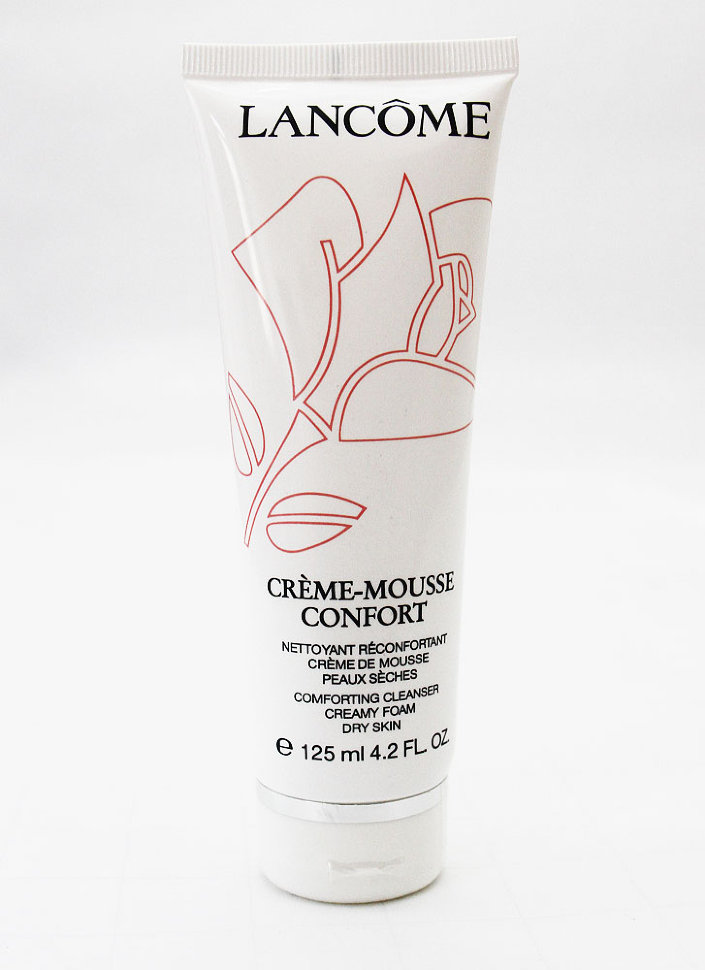 LANCÔME
CRÈME-MOUSSE
CONFORT
NETTOYANT RÉCONFORTANT
CRÈME DE MOUSSE
PEAUX SÈCHES
COMFORTING CLEANSER
CREAMY FOAM
DRY SKIN
℮ 125 ml 4.2 FL. OZ.